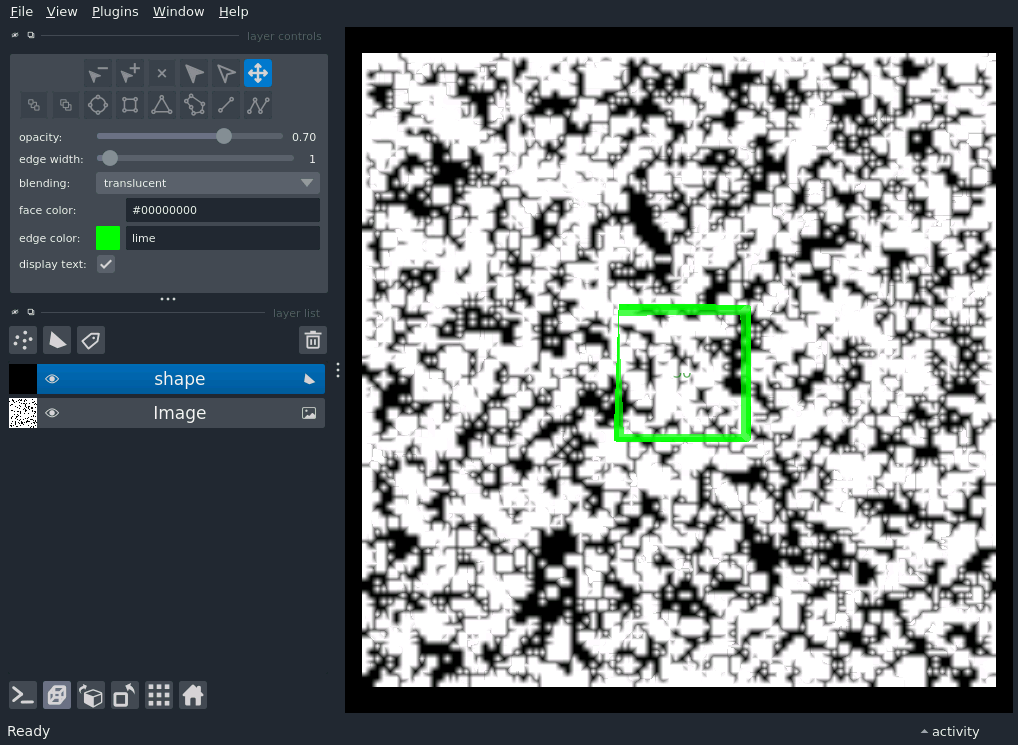 File View Plugins Window Help
layer controls
opacity: 0.70
edge width: 1
blending: translucent
face color: #00000000
edge color: lime
display text:
layer list
shape
Image
Ready
activity